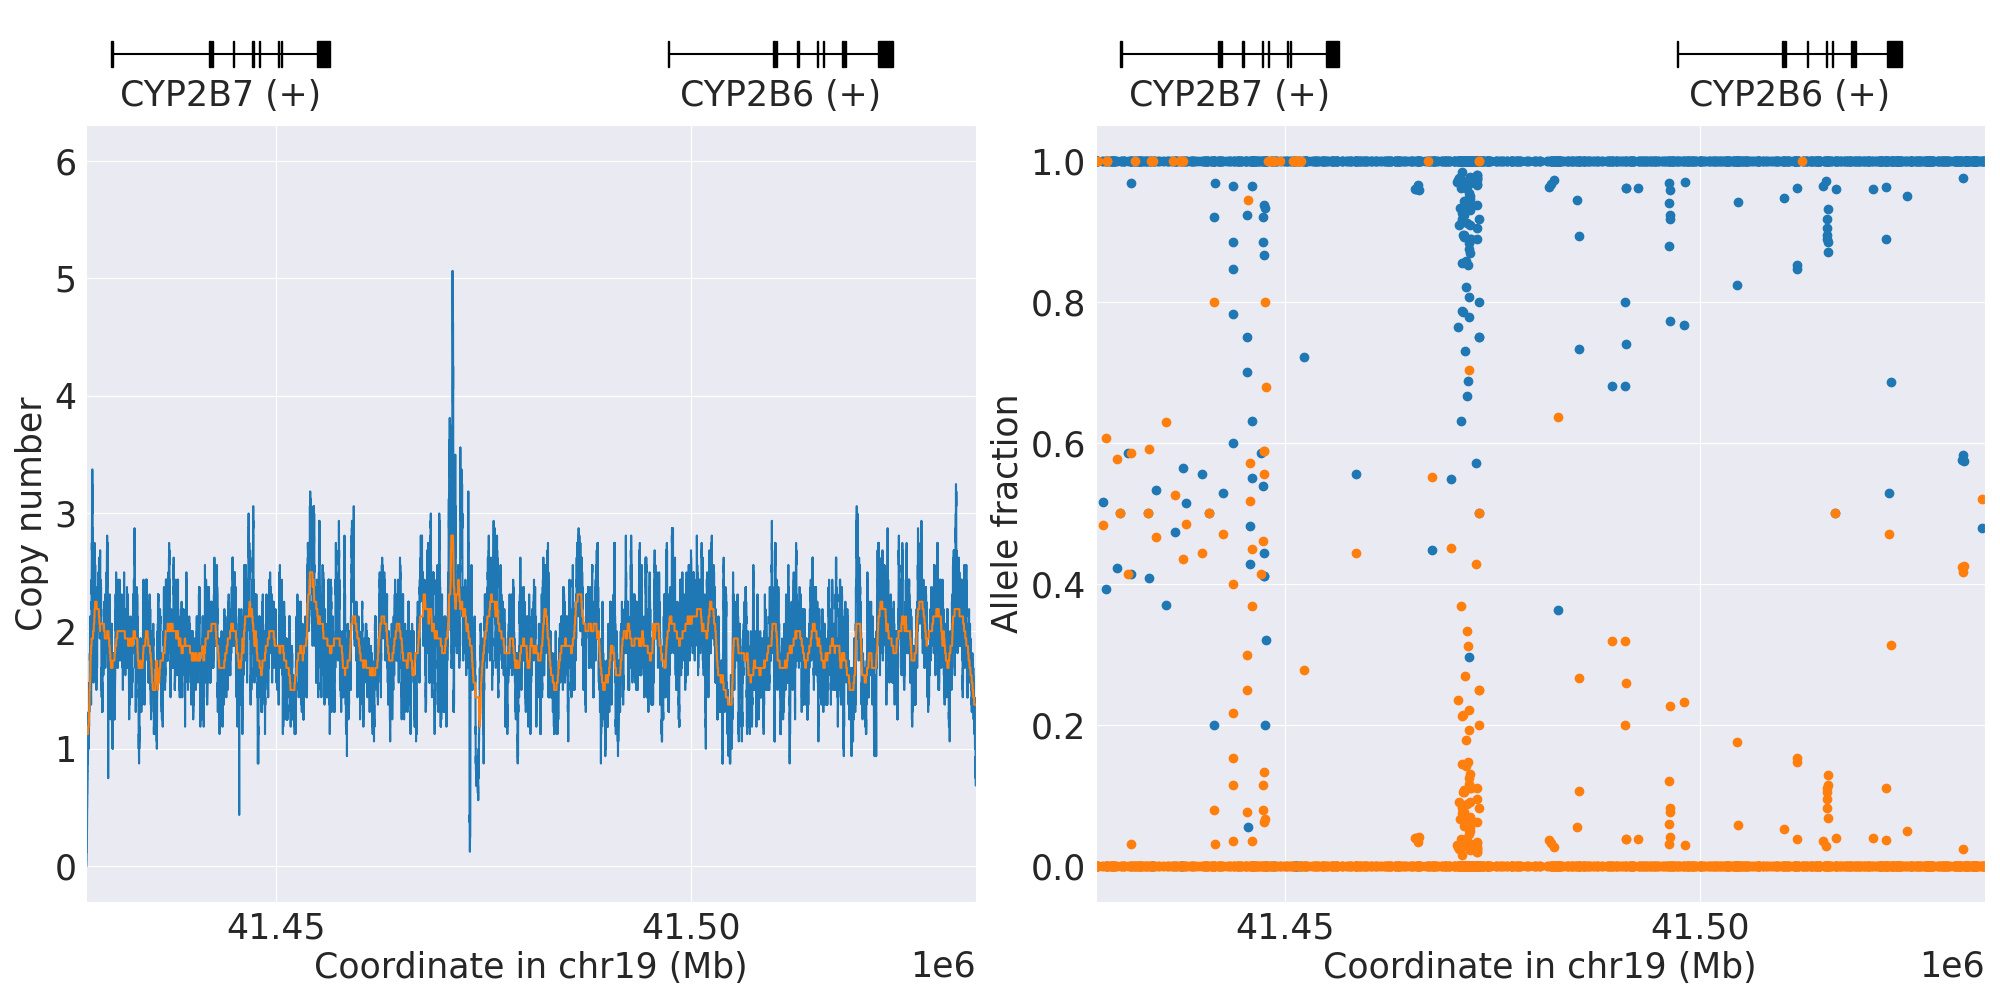 CYP2B7 (+) CYP2B6 (+)
6
5
4
3
2
1
0
Copy number
41.45 41.50
Coordinate in chr19 (Mb)
1e6
CYP2B7 (+) CYP2B6 (+)
1.0
0.8
0.6
0.4
0.2
0.0
Allele fraction
41.45 41.50
Coordinate in chr19 (Mb)
1e6